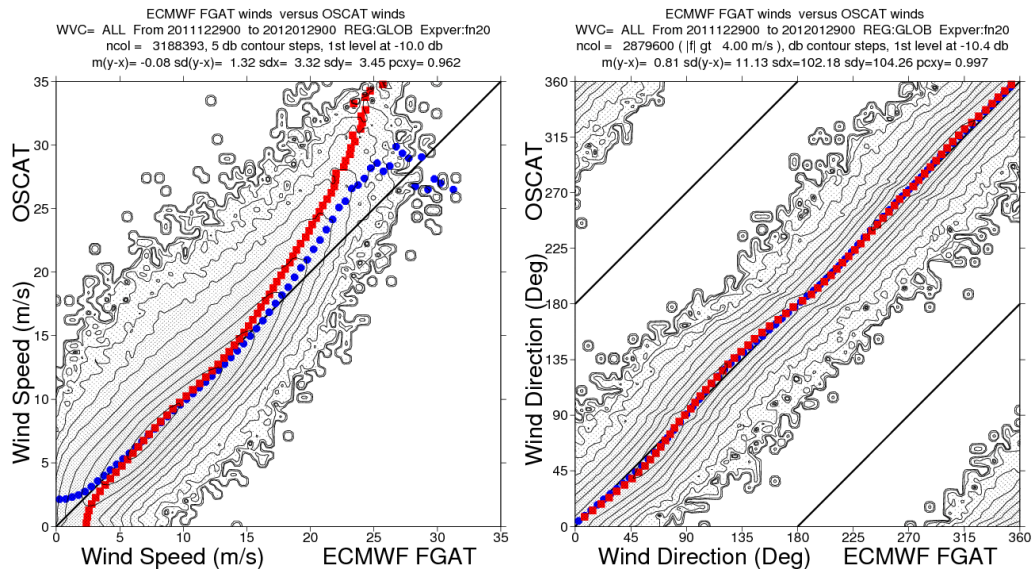 ECMWF FGAT winds versus OSCAT winds
WVC= ALL From 2011122900 to 2012012900 REG:GLOB Expver:fn20
ncol = 3188393, 5 db contour steps, 1st level at -10.0 db
m(y-x)= -0.08 sd(y-x)= 1.32 sdx= 3.32 sdy= 3.45 pcxy= 0.962
35
30
25
20
15
10
5
0
Wind Speed (m/s) OSCAT
0 5 10 15 20 25 30 35
Wind Speed (m/s) ECMWF FGAT
ECMWF FGAT winds versus OSCAT winds
WVC= ALL From 2011122900 to 2012012900 REG:GLOB Expver:fn20
ncol = 2879600 ( |f| gt 4.00 m/s ), db contour steps, 1st level at -10.4 db
m(y-x)= 0.81 sd(y-x)= 11.13 sdx=102.18 sdy=104.26 pcxy= 0.997
360
315
270
225
180
135
90
45
0
Wind Direction (Deg) OSCAT
0 45 90 135 180 225 270 315 360
Wind Direction (Deg) ECMWF FGAT